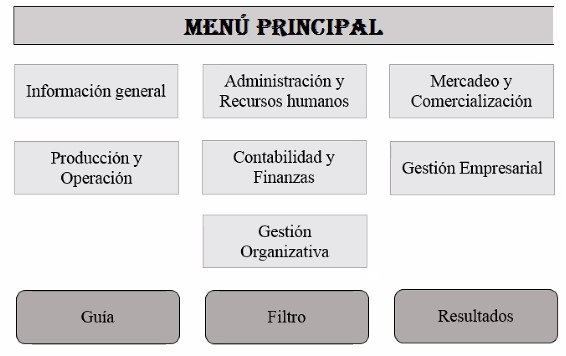 MENÚ PRINCIPAL
Información general
Administración y
Recursos humanos
Mercadeo y
Comercialización
Producción y
Operación
Contabilidad y
Finanzas
Gestión Empresarial
Gestión
Organizativa
Guía
Filtro
Resultados